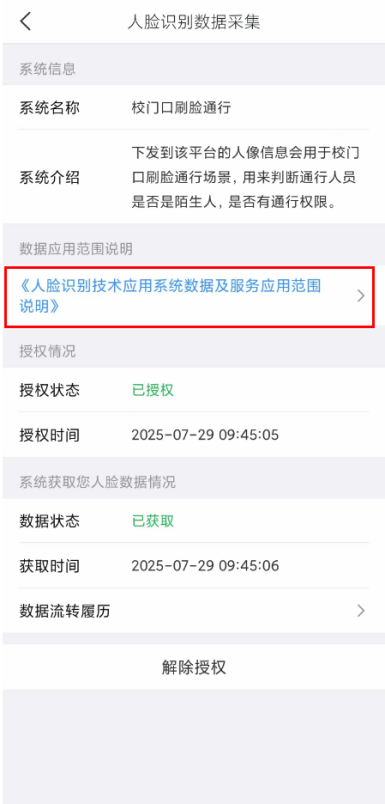 人脸识别数据采集
系统信息
系统名称 校门口刷脸通行
下发到该平台的人像信息会用于校门
系统介绍 口刷脸通行场景，用来判断通行人员
是否是陌生人，是否有通行权限。
数据应用范围说明
《人脸识别技术应用系统数据及服务应用范围
说明》
授权情况
授权状态 已授权
授权时间 2025-07-29 09:45:05
系统获取您人脸数据情况
数据状态 已获取
获取时间 2025-07-29 09:45:06
数据流转履历
解除授权